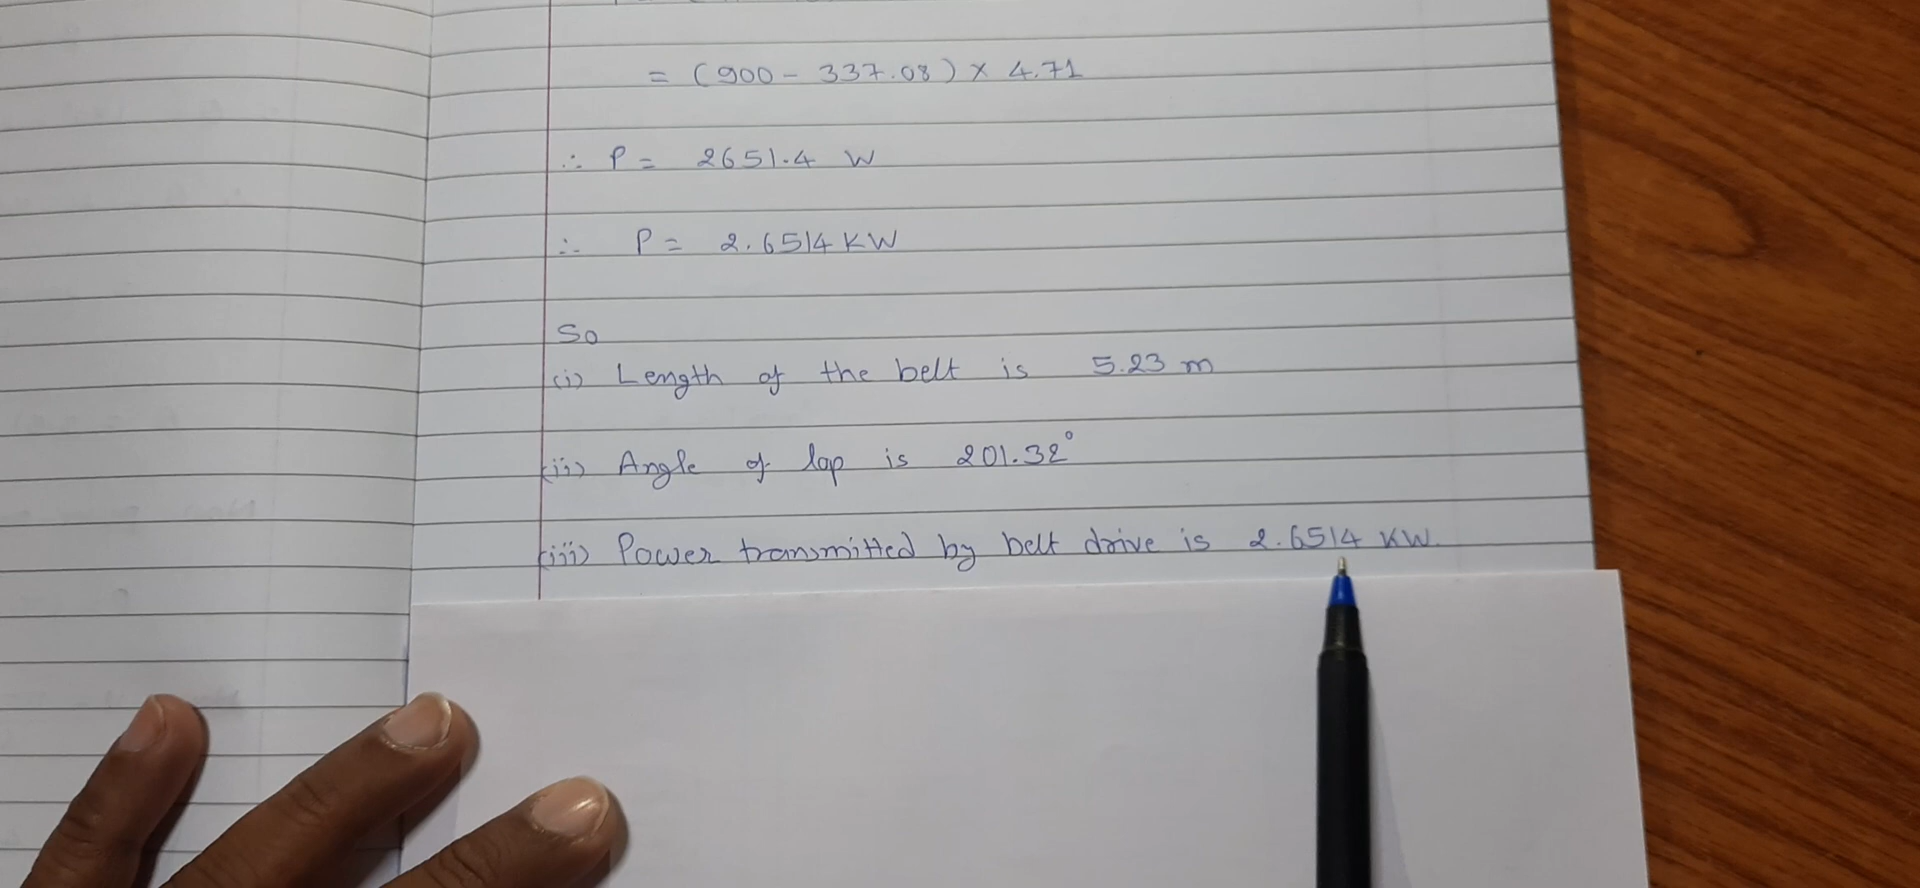 = (900 - 337.08) × 4.71
∴ P = 2651.4 W
∴ P = 2.6514 KW
So
(i) Length of the belt is 5.23 m
(ii) Angle of lap is 201.32°
(iii) Power transmitted by belt drive is 2.6514 KW.